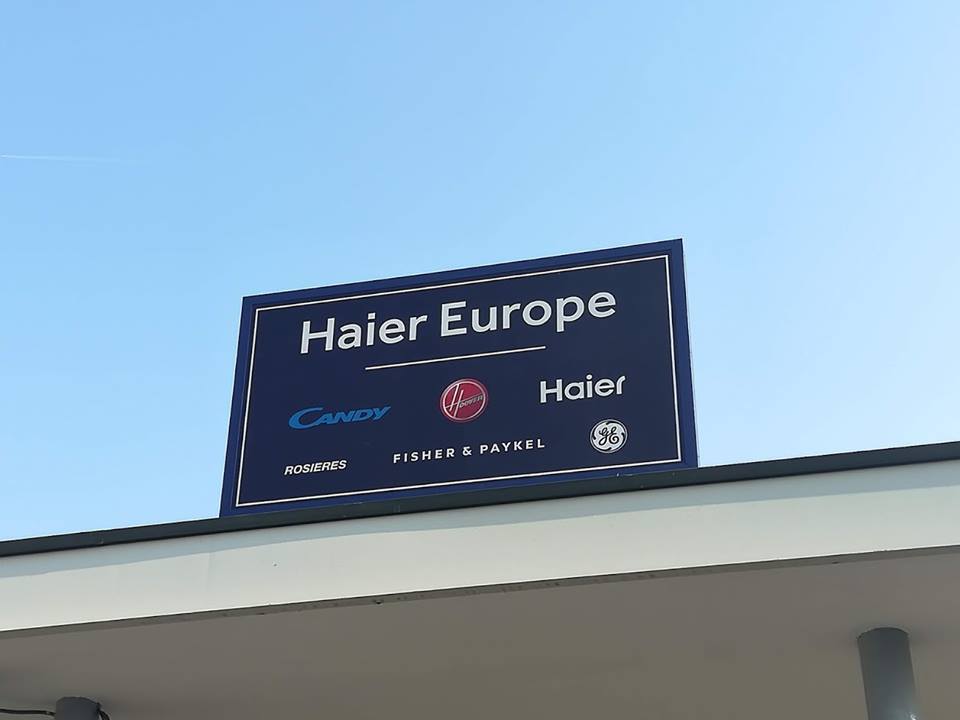 Haier Europe
CANDY
HOOVER
Haier
ROSIERES
FISHER & PAYKEL
GE